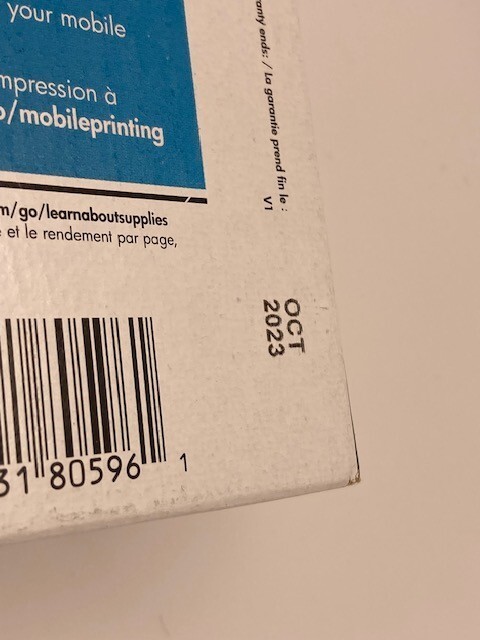 your mobile
mpression à
o/mobileprinting
m/go/learnaboutsupplies
e et le rendement par page,
ranty ends: / La garantie prend fin le :
V1
OCT
2023
31 80596 1